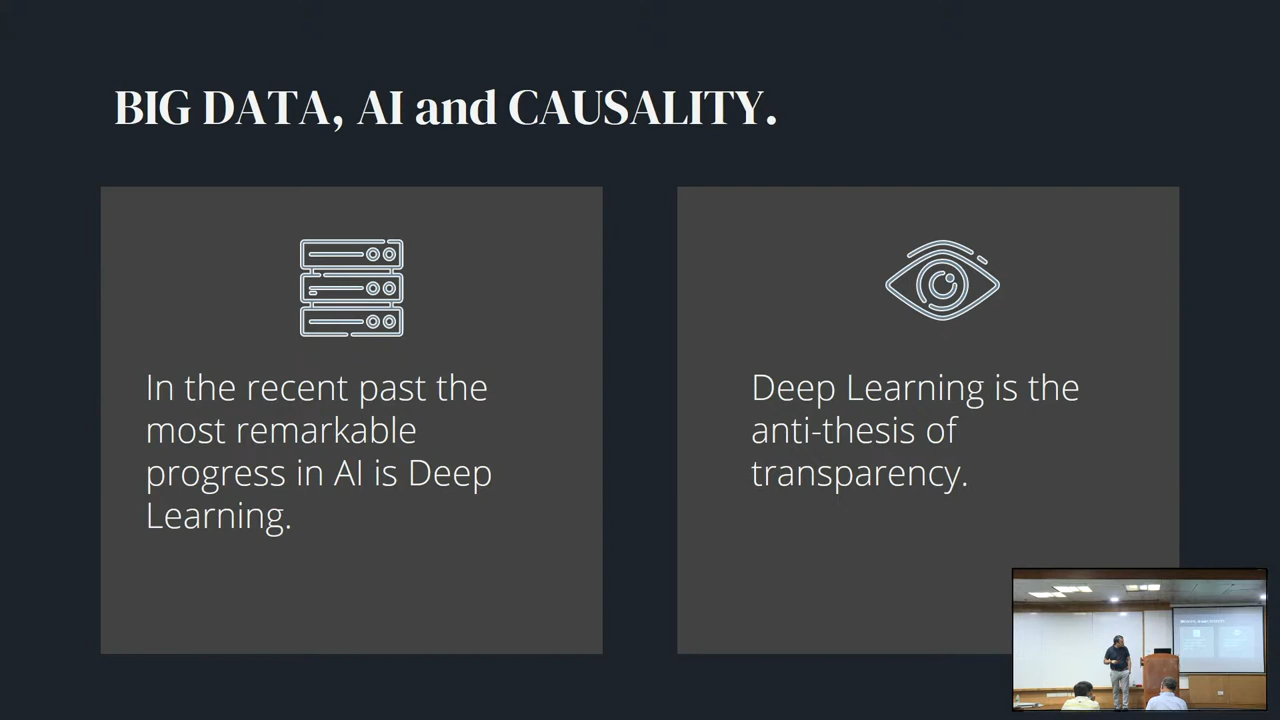 BIG DATA, AI and CAUSALITY.
In the recent past the
most remarkable
progress in AI is Deep
Learning.
Deep Learning is the
anti-thesis of
transparency.